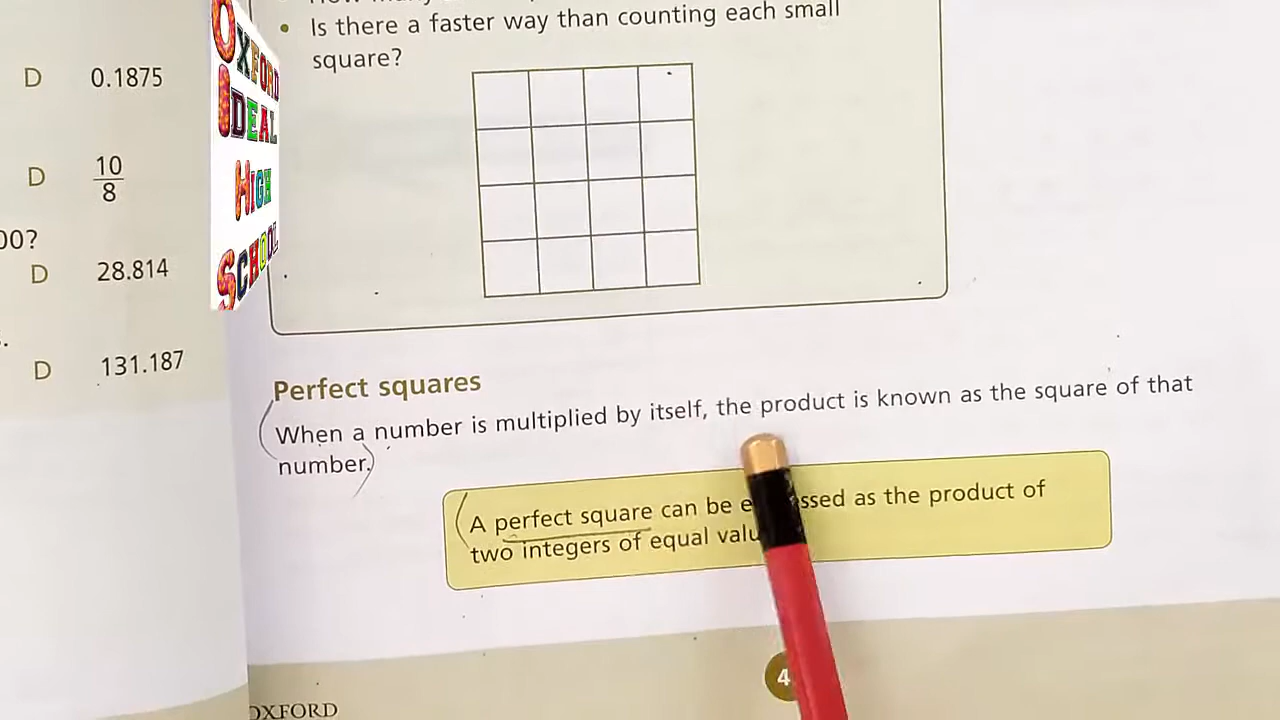 Is there a faster way than counting each small
square?
D 0.1875
D 10/8
00?
D 28.814
D 131.187
OXFORD
IDEAL
HIGH
SCHOOL
Perfect squares
When a number is multiplied by itself, the product is known as the square of that
number.
A perfect square can be e ssed as the product of
two integers of equal valu
4
OXFORD